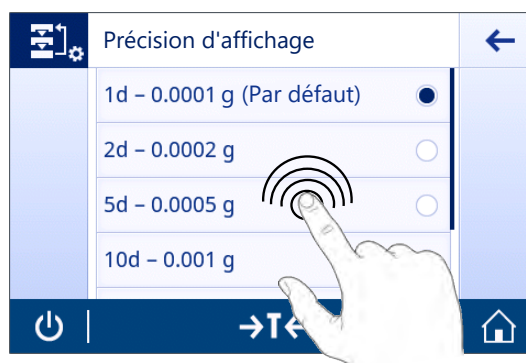 Précision d'affichage
1d – 0.0001 g (Par défaut)
2d – 0.0002 g
5d – 0.0005 g
10d – 0.001 g
→T←